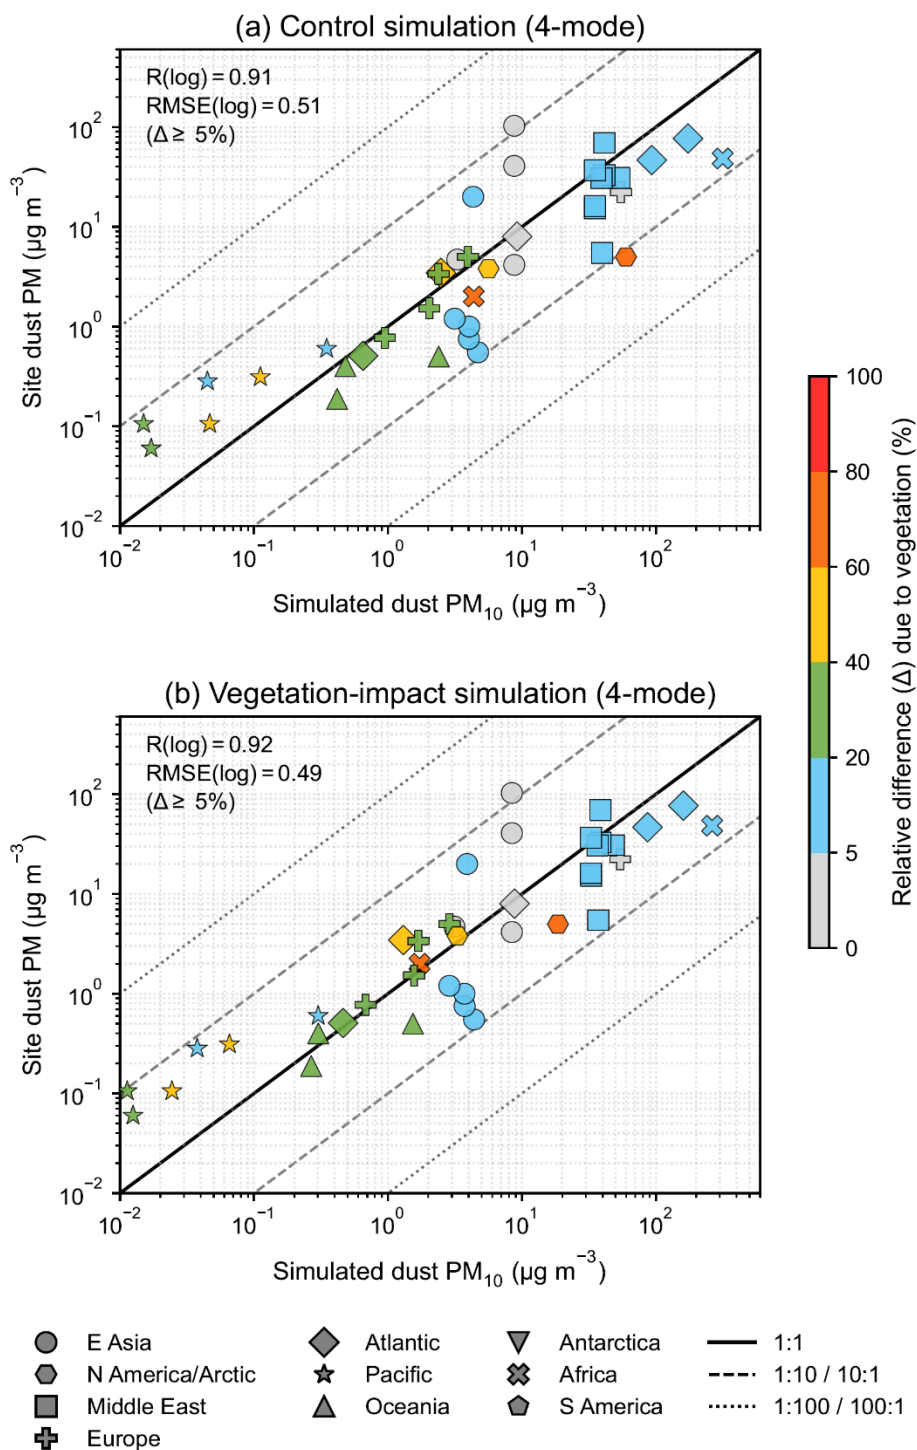 (a) Control simulation (4-mode)
R(log) = 0.91
RMSE(log) = 0.51
(Δ ≥ 5%)
10²
10¹
10⁰
10⁻¹
10⁻²
Site dust PM (µg m⁻³)
10⁻² 10⁻¹ 10⁰ 10¹ 10²
Simulated dust PM₁₀ (µg m⁻³)
(b) Vegetation-impact simulation (4-mode)
R(log) = 0.92
RMSE(log) = 0.49
(Δ ≥ 5%)
10²
10¹
10⁰
10⁻¹
10⁻²
Site dust PM (µg m⁻³)
10⁻² 10⁻¹ 10⁰ 10¹ 10²
Simulated dust PM₁₀ (µg m⁻³)
100
80
60
40
20
5
0
Relative difference (Δ) due to vegetation (%)
E Asia
N America/Arctic
Middle East
Europe
Atlantic
Pacific
Oceania
Antarctica
Africa
S America
1:1
1:10 / 10:1
1:100 / 100:1